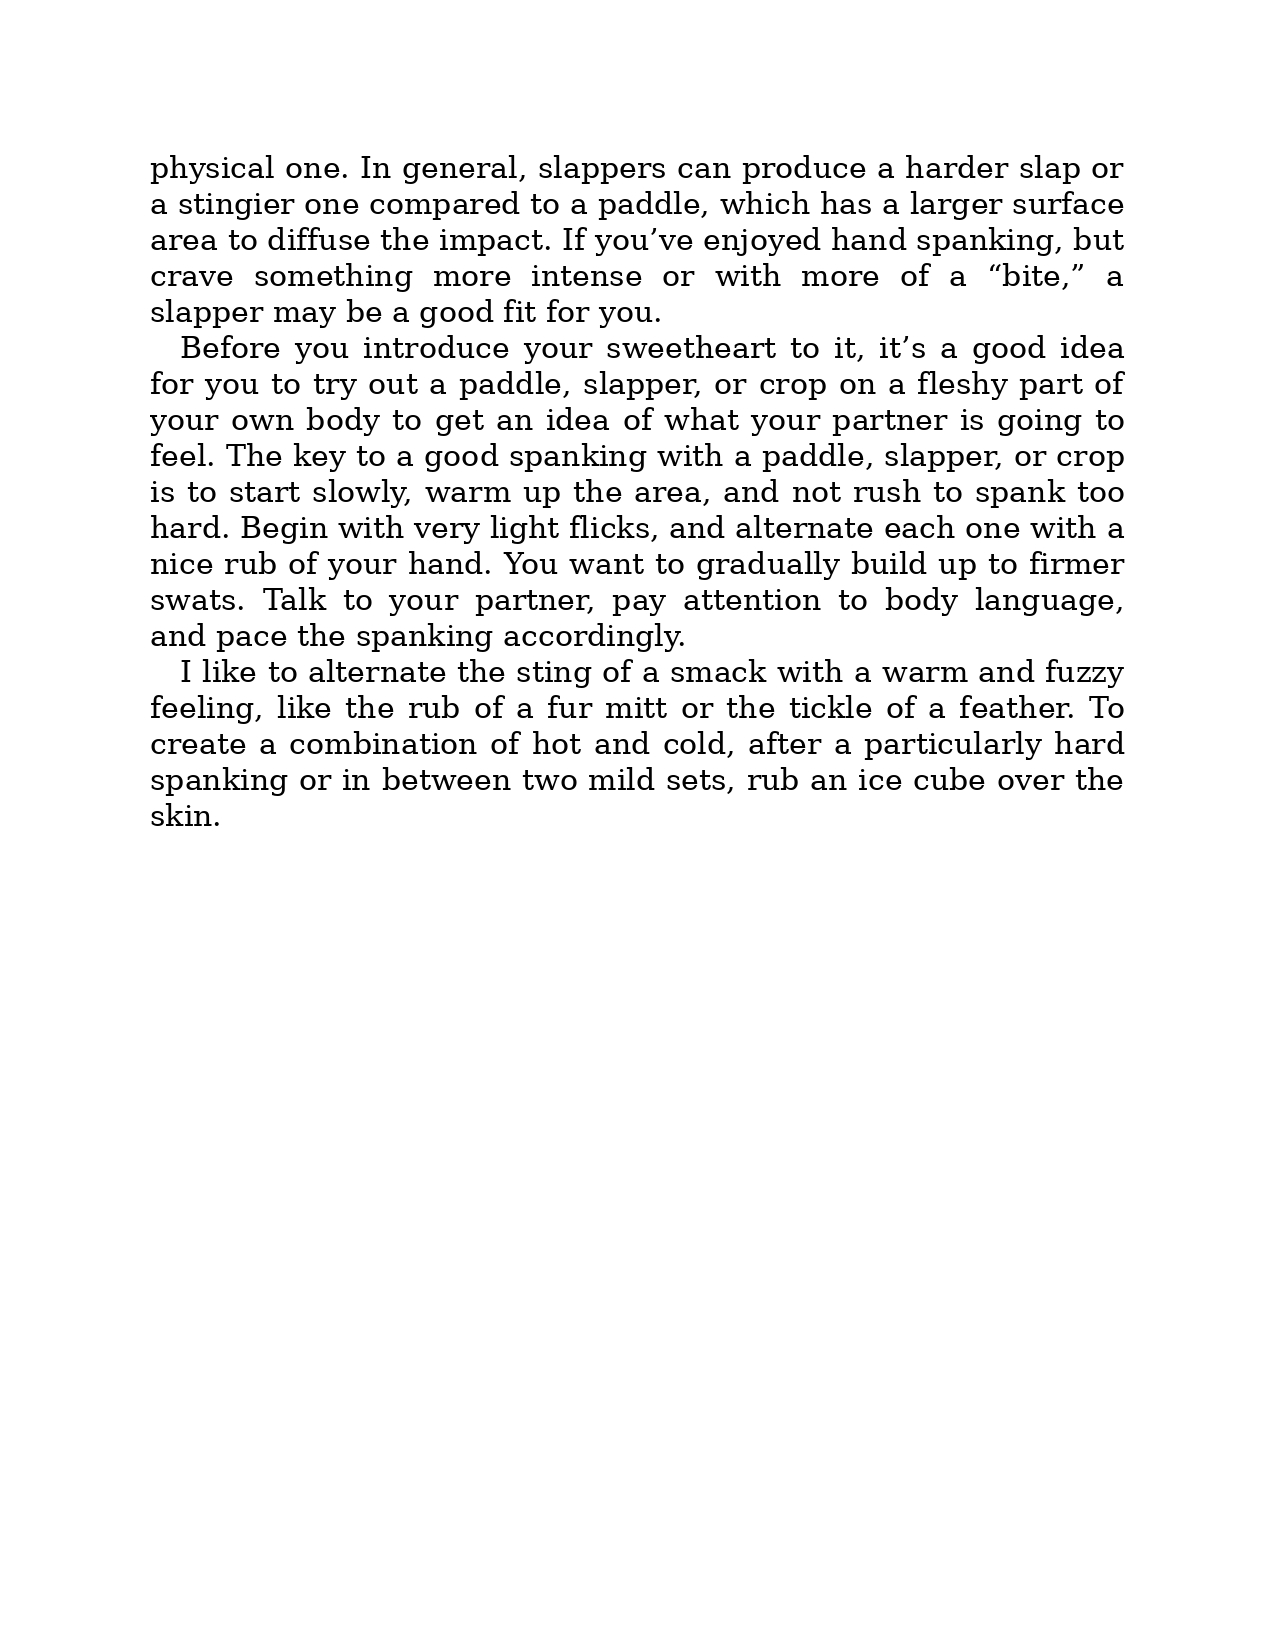 physical one. In general, slappers can produce a harder slap or
a stingier one compared to a paddle, which has a larger surface
area to diffuse the impact. If you’ve enjoyed hand spanking, but
crave something more intense or with more of a “bite,” a
slapper may be a good fit for you.
Before you introduce your sweetheart to it, it’s a good idea
for you to try out a paddle, slapper, or crop on a fleshy part of
your own body to get an idea of what your partner is going to
feel. The key to a good spanking with a paddle, slapper, or crop
is to start slowly, warm up the area, and not rush to spank too
hard. Begin with very light flicks, and alternate each one with a
nice rub of your hand. You want to gradually build up to firmer
swats. Talk to your partner, pay attention to body language,
and pace the spanking accordingly.
I like to alternate the sting of a smack with a warm and fuzzy
feeling, like the rub of a fur mitt or the tickle of a feather. To
create a combination of hot and cold, after a particularly hard
spanking or in between two mild sets, rub an ice cube over the
skin.